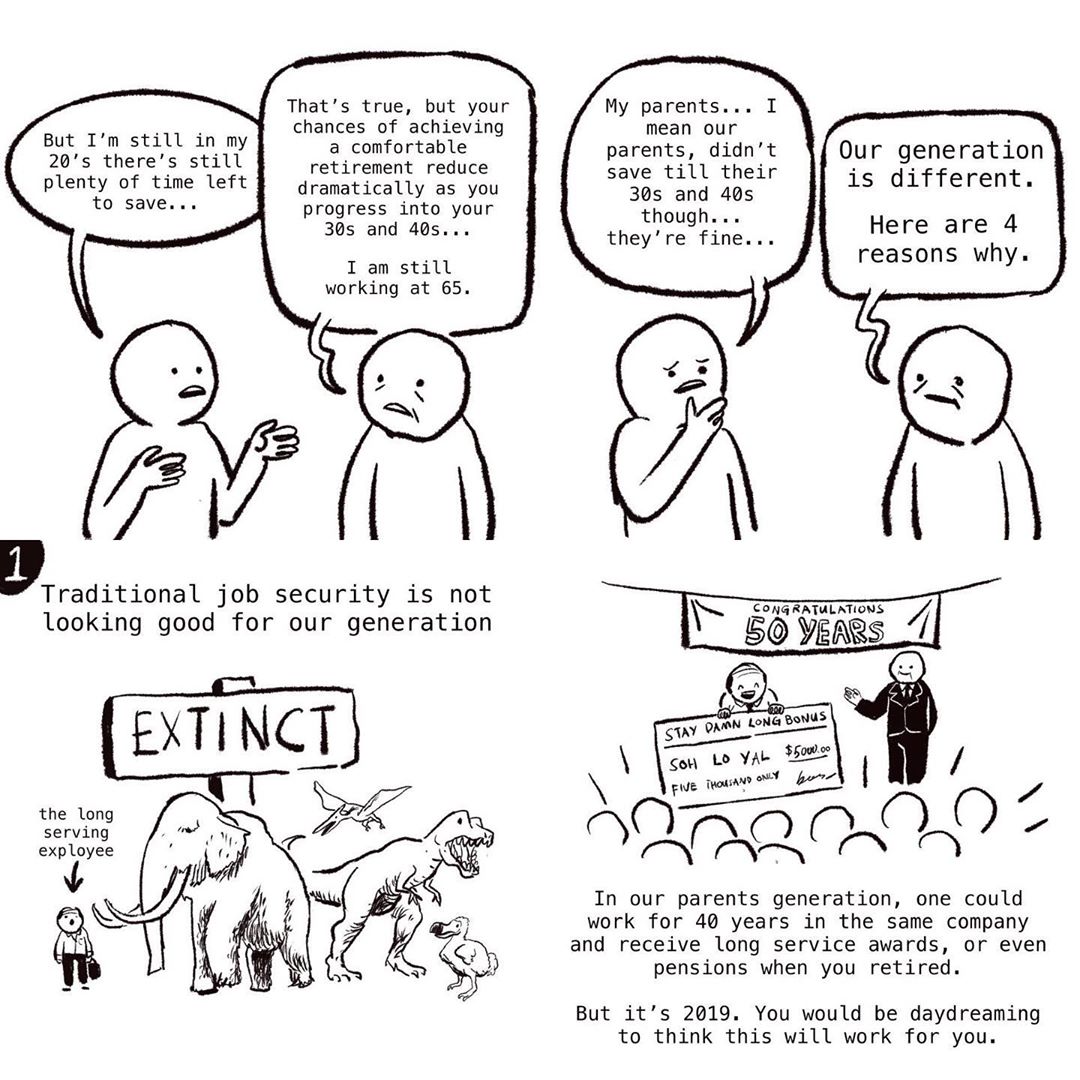 But I'm still in my
20's there's still
plenty of time left
to save...
That's true, but your
chances of achieving
a comfortable
retirement reduce
dramatically as you
progress into your
30s and 40s...
I am still
working at 65.
My parents... I
mean our
parents, didn't
save till their
30s and 40s
though...
they're fine...
Our generation
is different.
Here are 4
reasons why.
1
Traditional job security is not
looking good for our generation
EXTINCT
the long
serving
exployee
CONGRATULATIONS
50 YEARS
STAY DAMN LONG BONUS
SOH LO YAL $5000.00
FIVE THOUSAND ONLY
In our parents generation, one could
work for 40 years in the same company
and receive long service awards, or even
pensions when you retired.
But it's 2019. You would be daydreaming
to think this will work for you.